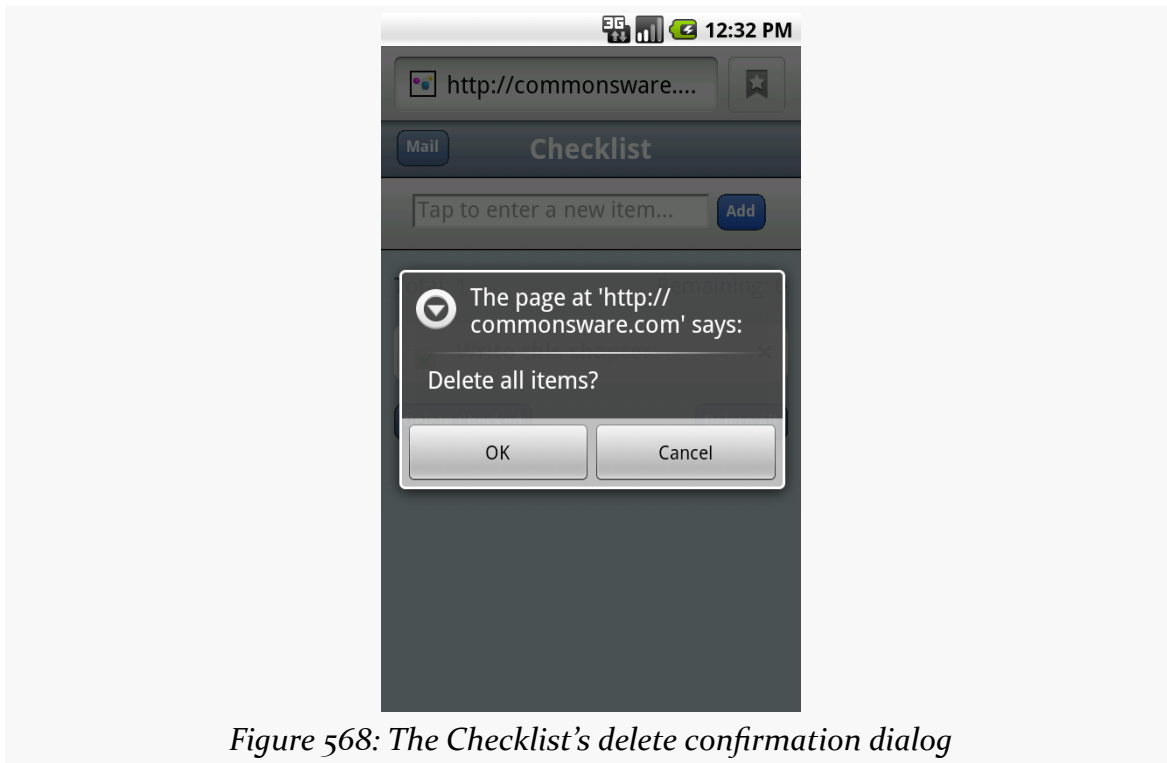 3G 12:32 PM
http://commonsware....
Mail Checklist
Tap to enter a new item... Add
The page at 'http://
commonsware.com' says:
Delete all items?
OK Cancel
Figure 568: The Checklist's delete confirmation dialog